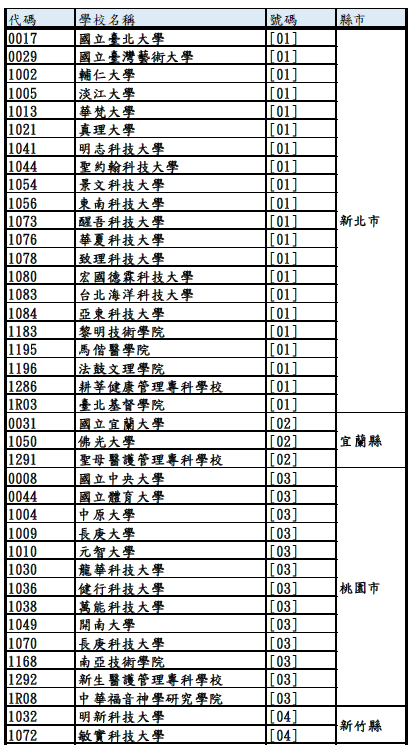 代碼 學校名稱 號碼 縣市
0017 國立臺北大學 [01]
0029 國立臺灣藝術大學 [01]
1002 輔仁大學 [01]
1005 淡江大學 [01]
1013 華梵大學 [01]
1021 真理大學 [01]
1041 明志科技大學 [01]
1044 聖約翰科技大學 [01]
1054 景文科技大學 [01]
1056 東南科技大學 [01]
1073 醒吾科技大學 [01] 新北市
1076 華夏科技大學 [01]
1078 致理科技大學 [01]
1080 宏國德霖科技大學 [01]
1083 台北海洋科技大學 [01]
1084 亞東科技大學 [01]
1183 黎明技術學院 [01]
1195 馬偕醫學院 [01]
1196 法鼓文理學院 [01]
1286 耕莘健康管理專科學校 [01]
1R03 臺北基督學院 [01]
0031 國立宜蘭大學 [02]
1050 佛光大學 [02] 宜蘭縣
1291 聖母醫護管理專科學校 [02]
0008 國立中央大學 [03]
0044 國立體育大學 [03]
1004 中原大學 [03]
1009 長庚大學 [03]
1010 元智大學 [03]
1030 龍華科技大學 [03]
1036 健行科技大學 [03] 桃園市
1038 萬能科技大學 [03]
1049 開南大學 [03]
1070 長庚科技大學 [03]
1168 南亞技術學院 [03]
1292 新生醫護管理專科學校 [03]
1R08 中華福音神學研究學院 [03]
1032 明新科技大學 [04] 新竹縣
1072 敏實科技大學 [04]